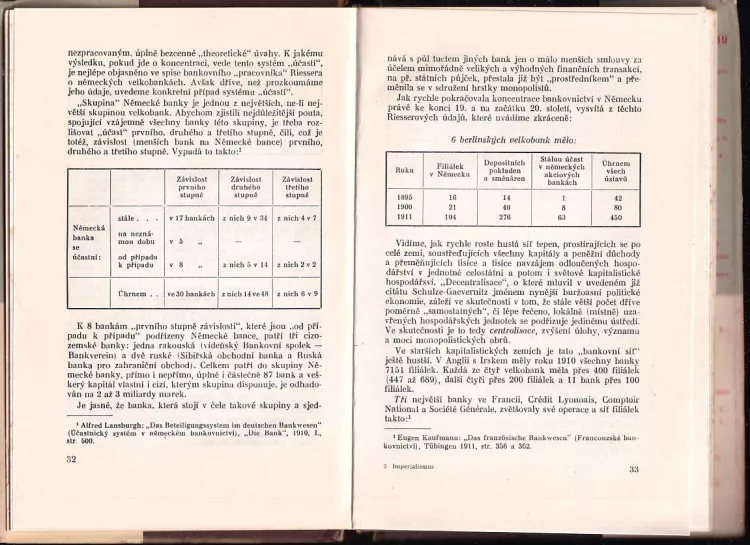 nezpracovaným, úplně bezcenné „theoretické“ úvahy. K jakému
výsledku, pokud jde o koncentraci, vede tento systém „účastí“,
je nejlépe objasněno ve spise bankovního „pracovníka“ Riessera
o německých velkobankách. Avšak dříve, než prozkoumáme
jeho údaje, uvedeme konkretní případ systému „účastí“.
„Skupina“ Německé banky je jednou z největších, ne-li nej-
větší skupinou velkobank. Abychom zjistili nejdůležitější pouta,
spojující vzájemně všechny banky této skupiny, je třeba roz-
lišovat „účast“ prvního, druhého a třetího stupně, čili, což je
totéž, závislost (menších bank na Německé bance) prvního,
druhého a třetího stupně. Vypadá to takto:¹
Závislost prvního stupně
Závislost druhého stupně
Závislost třetího stupně
Německá banka se účastní:
stále . . . v 17 bankách z nich 9 v 34 z nich 4 v 7
na nezná-
mou dobu v 5 „ — —
od případu
k případu v 8 „ z nich 5 v 14 z nich 2 v 2
Úhrnem . . ve 30 bankách z nich 14 ve 48 z nich 6 v 9
K 8 bankám „prvního stupně závislosti“, které jsou „od pří-
padu k případu“ podřízeny Německé bance, patří tři cizo-
zemské banky: jedna rakouská (vídeňský Bankovní spolek —
Bankverein) a dvě ruské (Sibiřská obchodní banka a Ruská
banka pro zahraniční obchod). Celkem patří do skupiny Ně-
mecké banky, přímo i nepřímo, úplně i částečně 87 bank a veš-
kerý kapitál vlastní i cizí, kterým skupina disponuje, je odhado-
ván na 2 až 3 miliardy marek.
Je jasné, že banka, která stojí v čele takové skupiny a sjed-
¹ Alfred Lansburgh: „Das Beteiligungssystem im deutschen Bankwesen“
(Účastnický systém v německém bankovnictví), „Die Bank“, 1910, I.,
str. 500.
32
nává s půl tuctem jiných bank jen o málo menších smlouvy za
účelem mimořádně velikých a výhodných finančních transakcí,
na př. státních půjček, přestala již být „prostředníkem“ a pře-
měnila se v sdružení hrstky monopolistů.
Jak rychle pokračovala koncentrace bankovnictví v Německu
právě ke konci 19. a na začátku 20. století, vysvítá z těchto
Riesserových údajů, které uvádíme zkráceně:
6 berlinských velkobank mělo:
Roku
Filiálek v Německu
Depositních pokladen a směnáren
Stálou účast v německých akciových bankách
Úhrnem všech ústavů
1895 16 14 1 42
1900 21 40 8 80
1911 104 276 63 450
Vidíme, jak rychle roste hustá síť tepen, prostírajících se po
celé zemi, soustřeďujících všechny kapitály a peněžní důchody
a přeměňujících tisíce a tisíce navzájem odloučených hospo-
dářství v jednotné celostátní a potom i světové kapitalistické
hospodářsví. „Decentralisace“, o které mluvil v uvedeném již
citátu Schulze-Gaevernitz jménem nynější buržoasní politické
ekonomie, záleží ve skutečnosti v tom, že stále větší počet dříve
poměrně „samostatných“, či lépe řečeno, lokálně (místně) uza-
vřených hospodářských jednotek se podřizuje jedinému ústředí.
Ve skutečnosti je to tedy centralisace, zvýšení úlohy, významu
a moci monopolistických obrů.
Ve starších kapitalistických zemích je tato „bankovní síť“
ještě hustší. V Anglii s Irskem měly roku 1910 všechny banky
7151 filiálek. Každá ze čtyř velkobank měla přes 400 filiálek
(447 až 689), další čtyři přes 200 filiálek a 11 bank přes 100
filiálek.
Tři největší banky ve Francii, Crédit Lyonnais, Comptoir
National a Société Générale, zvětšovaly své operace a síť filiálek
takto:¹
¹ Eugen Kaufmann: „Das französische Bankwesen“ (Francouzské ban-
kovnictví), Tübingen 1911, str. 356 a 362.
2 Imperialismus
33